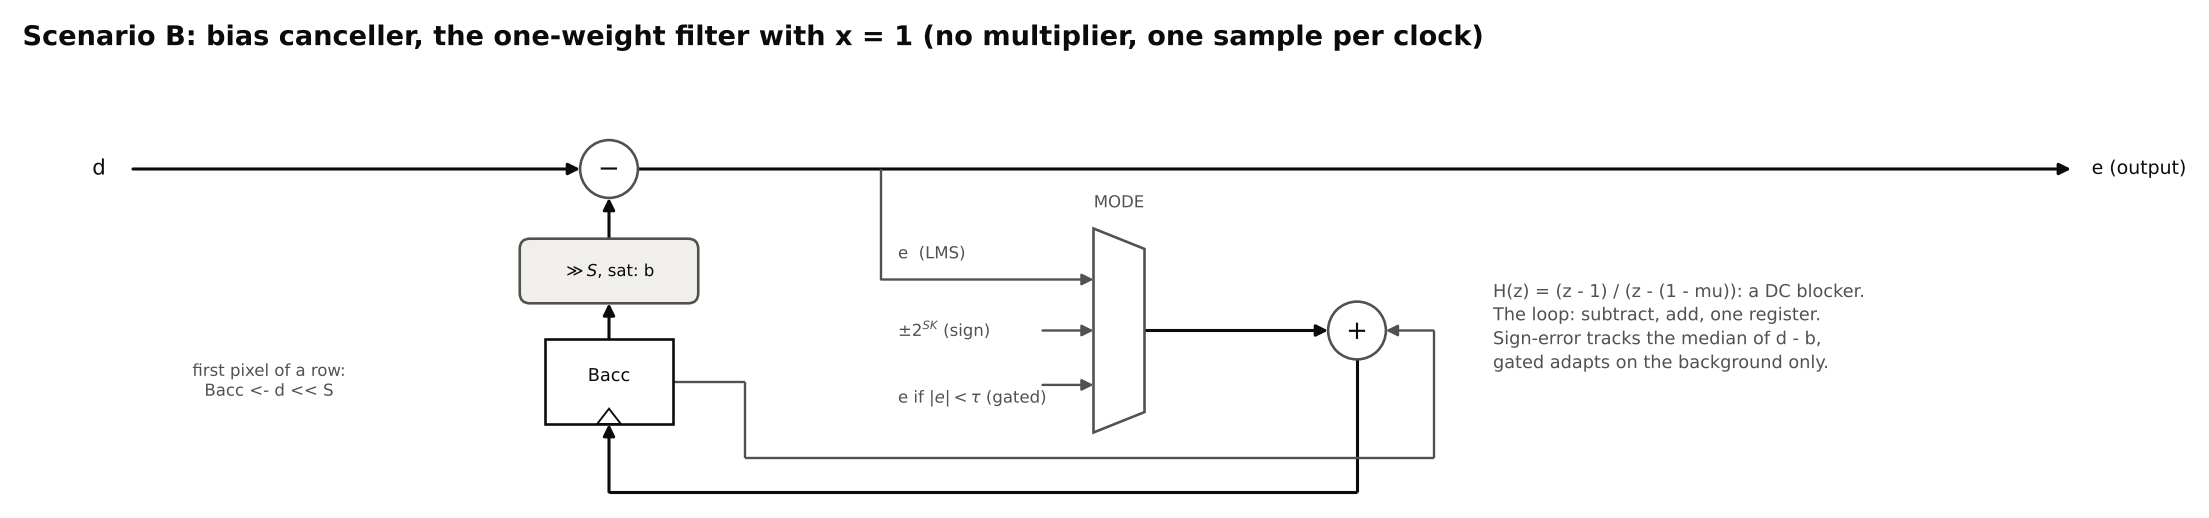 Scenario B: bias canceller, the one-weight filter with x = 1 (no multiplier, one sample per clock)
d
−
e (output)
MODE
e (LMS)
≫ S, sat: b
±2^SK (sign)
+
H(z) = (z - 1) / (z - (1 - mu)): a DC blocker.
The loop: subtract, add, one register.
Sign-error tracks the median of d - b,
gated adapts on the background only.
first pixel of a row:
Bacc <- d << S
Bacc
e if |e| < τ (gated)